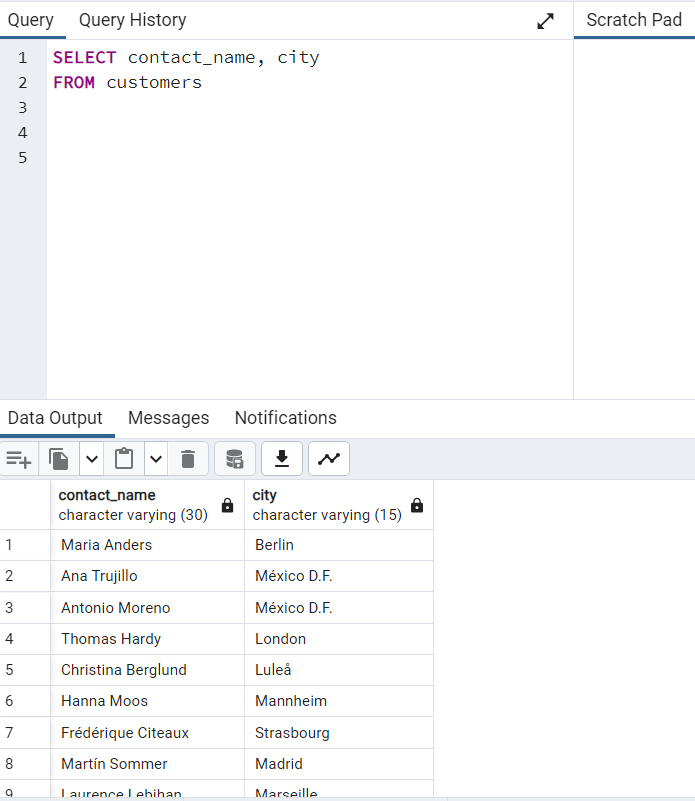 Query Query History Scratch Pad
1 SELECT contact_name, city
2 FROM customers
3
4
5
Data Output Messages Notifications
contact_name city
character varying (30) character varying (15)
1 Maria Anders Berlin
2 Ana Trujillo México D.F.
3 Antonio Moreno México D.F.
4 Thomas Hardy London
5 Christina Berglund Luleå
6 Hanna Moos Mannheim
7 Frédérique Citeaux Strasbourg
8 Martín Sommer Madrid
9 Laurence Lebihan Marseille